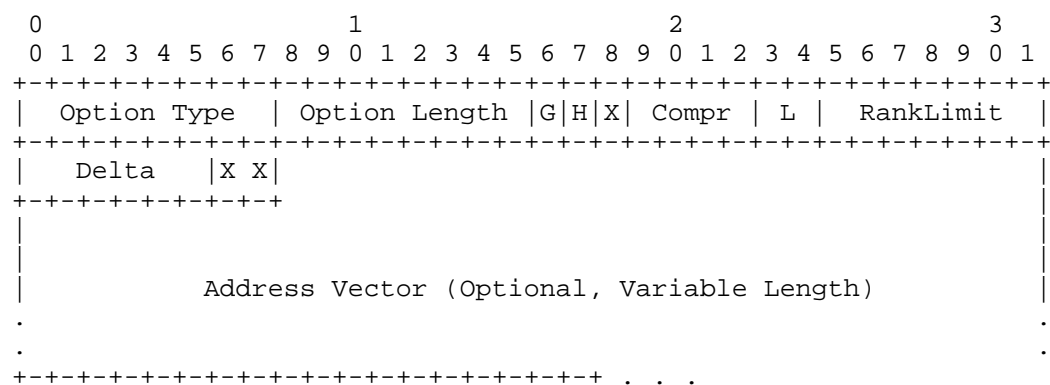 0                   1                   2                   3
 0 1 2 3 4 5 6 7 8 9 0 1 2 3 4 5 6 7 8 9 0 1 2 3 4 5 6 7 8 9 0 1
+-+-+-+-+-+-+-+-+-+-+-+-+-+-+-+-+-+-+-+-+-+-+-+-+-+-+-+-+-+-+-+-+
|  Option Type  | Option Length |G|H|X| Compr | L |  RankLimit  |
+-+-+-+-+-+-+-+-+-+-+-+-+-+-+-+-+-+-+-+-+-+-+-+-+-+-+-+-+-+-+-+-+
|   Delta   |X X|                                               |
+-+-+-+-+-+-+-+-+                                               |
|                                                               |
|                                                               |
|           Address Vector (Optional, Variable Length)          |
.                                                               .
.                                                               .
+-+-+-+-+-+-+-+-+-+-+-+-+-+-+-+-+-+-+ . . .